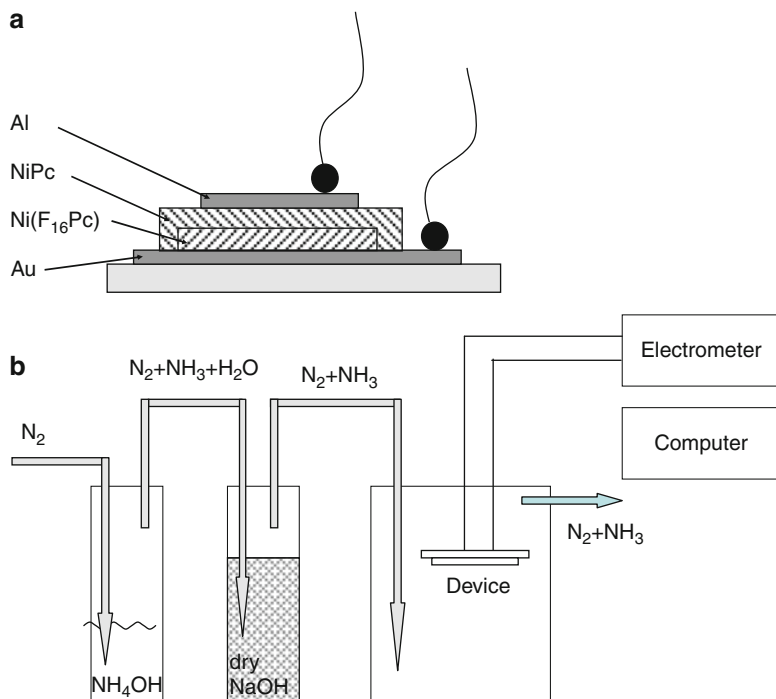 a
Al
NiPc
Ni(F₁₆Pc)
Au
b
N₂
N₂+NH₃+H₂O
N₂+NH₃
Electrometer
Computer
N₂+NH₃
Device
NH₄OH
dry
NaOH